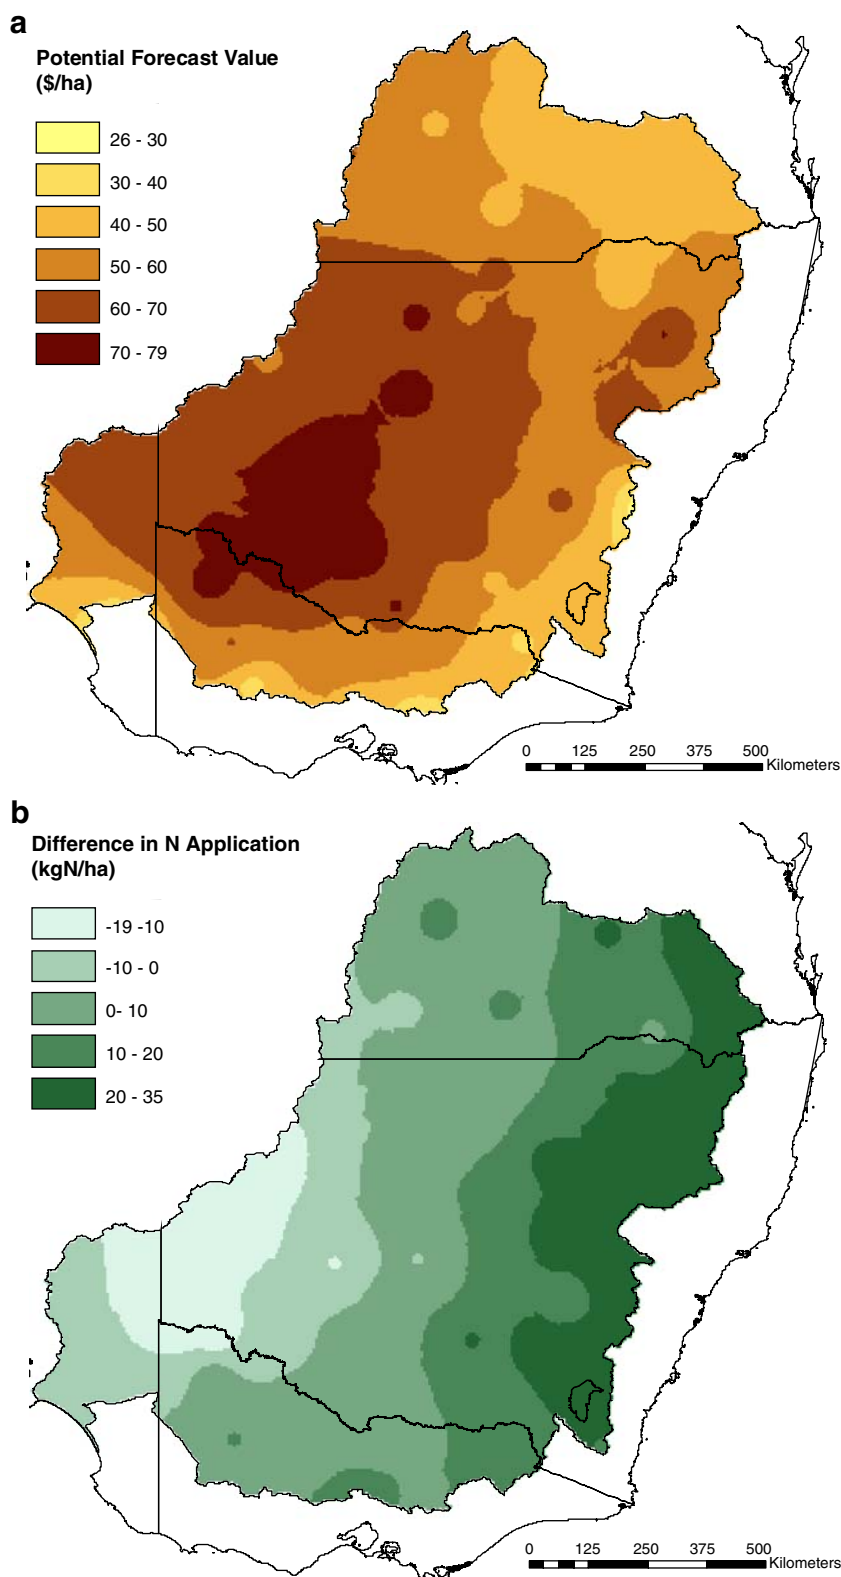 a
Potential Forecast Value
($/ha)
26 - 30
30 - 40
40 - 50
50 - 60
60 - 70
70 - 79
0 125 250 375 500
Kilometers
b
Difference in N Application
(kgN/ha)
-19 -10
-10 - 0
0- 10
10 - 20
20 - 35
0 125 250 375 500
Kilometers